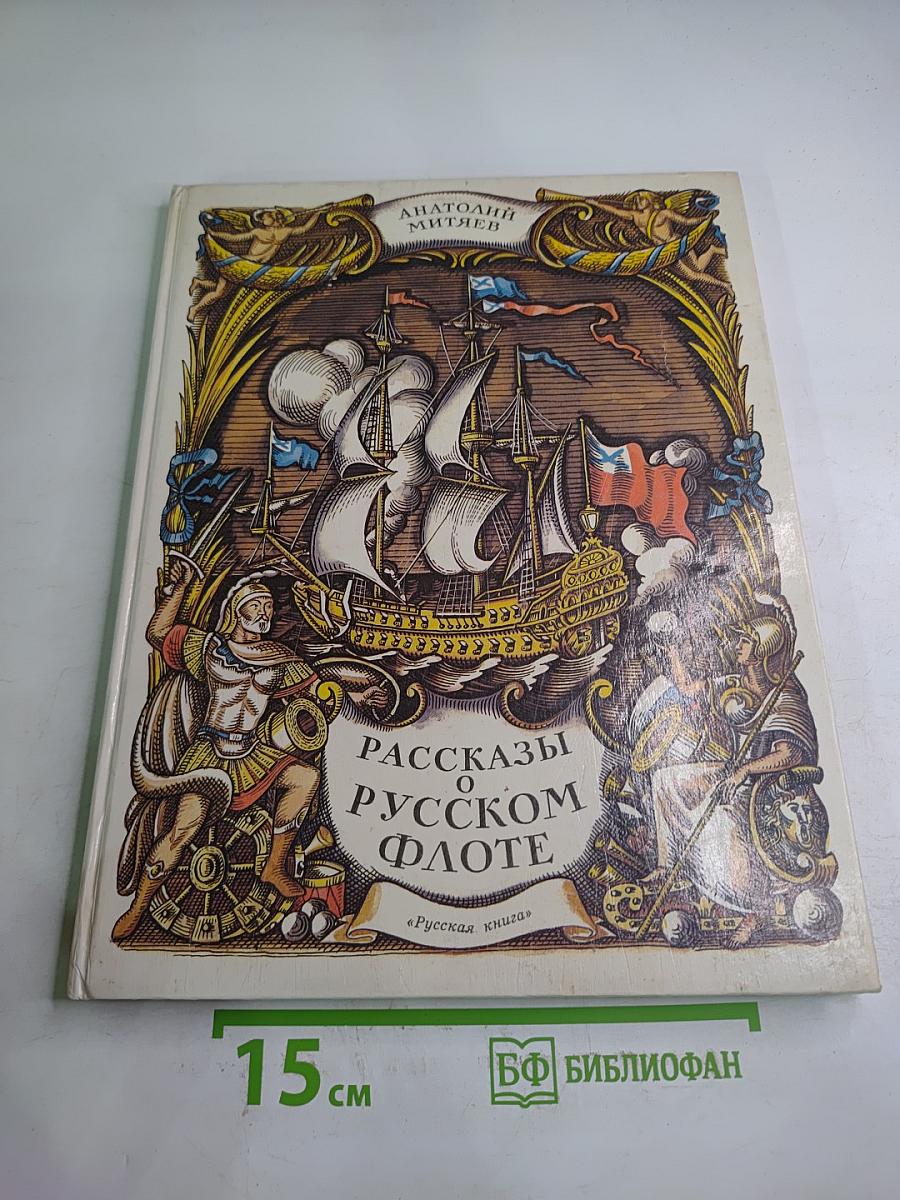 АНАТОЛИЙ
МИТЯЕВ
РАССКАЗЫ
О
РУССКОМ
ФЛОТЕ
«Русская книга»
15 см
БФ БИБЛИОФАН